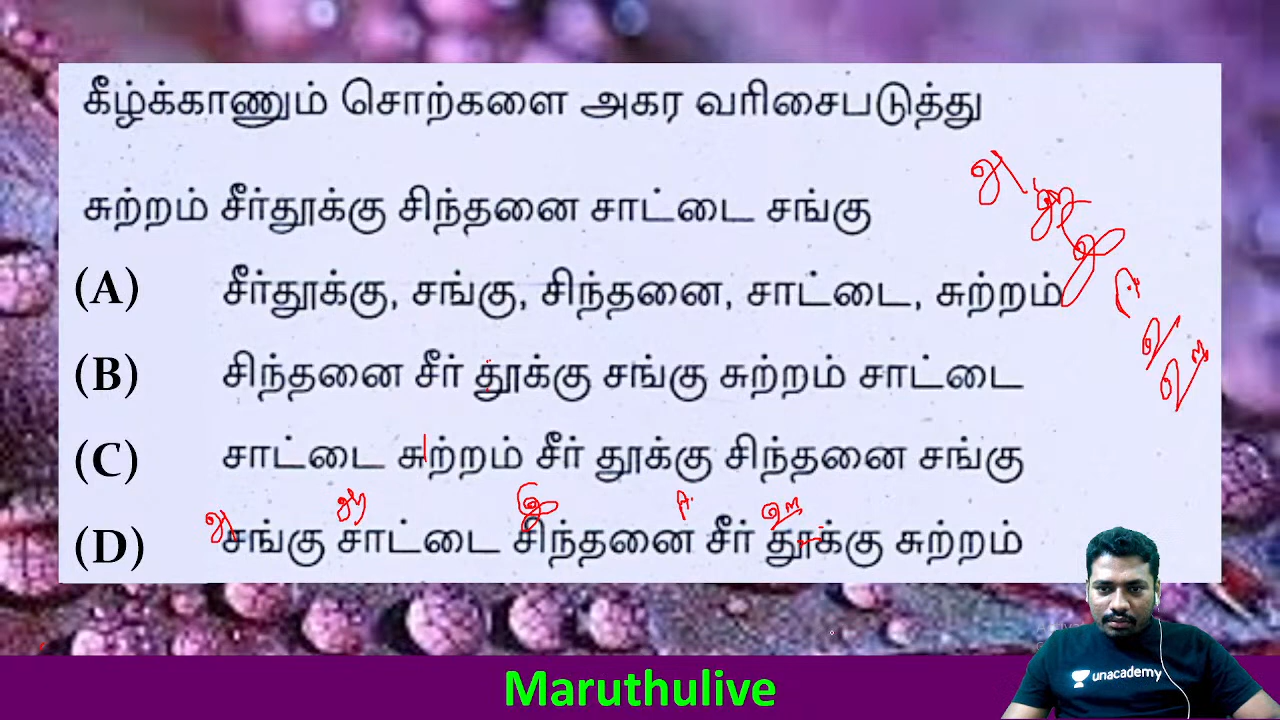 கீழ்க்காணும் சொற்களை அகர வரிசைபடுத்து
சுற்றம் சீர்தூக்கு சிந்தனை சாட்டை சங்கு
(A) சீர்தூக்கு, சங்கு, சிந்தனை, சாட்டை, சுற்றம்
(B) சிந்தனை சீர் தூக்கு சங்கு சுற்றம் சாட்டை
(C) சாட்டை சுற்றம் சீர் தூக்கு சிந்தனை சங்கு
அ ஆ இ ஈ
(D) சங்கு சாட்டை சிந்தனை சீர் தூக்கு சுற்றம்
unacademy
Maruthulive